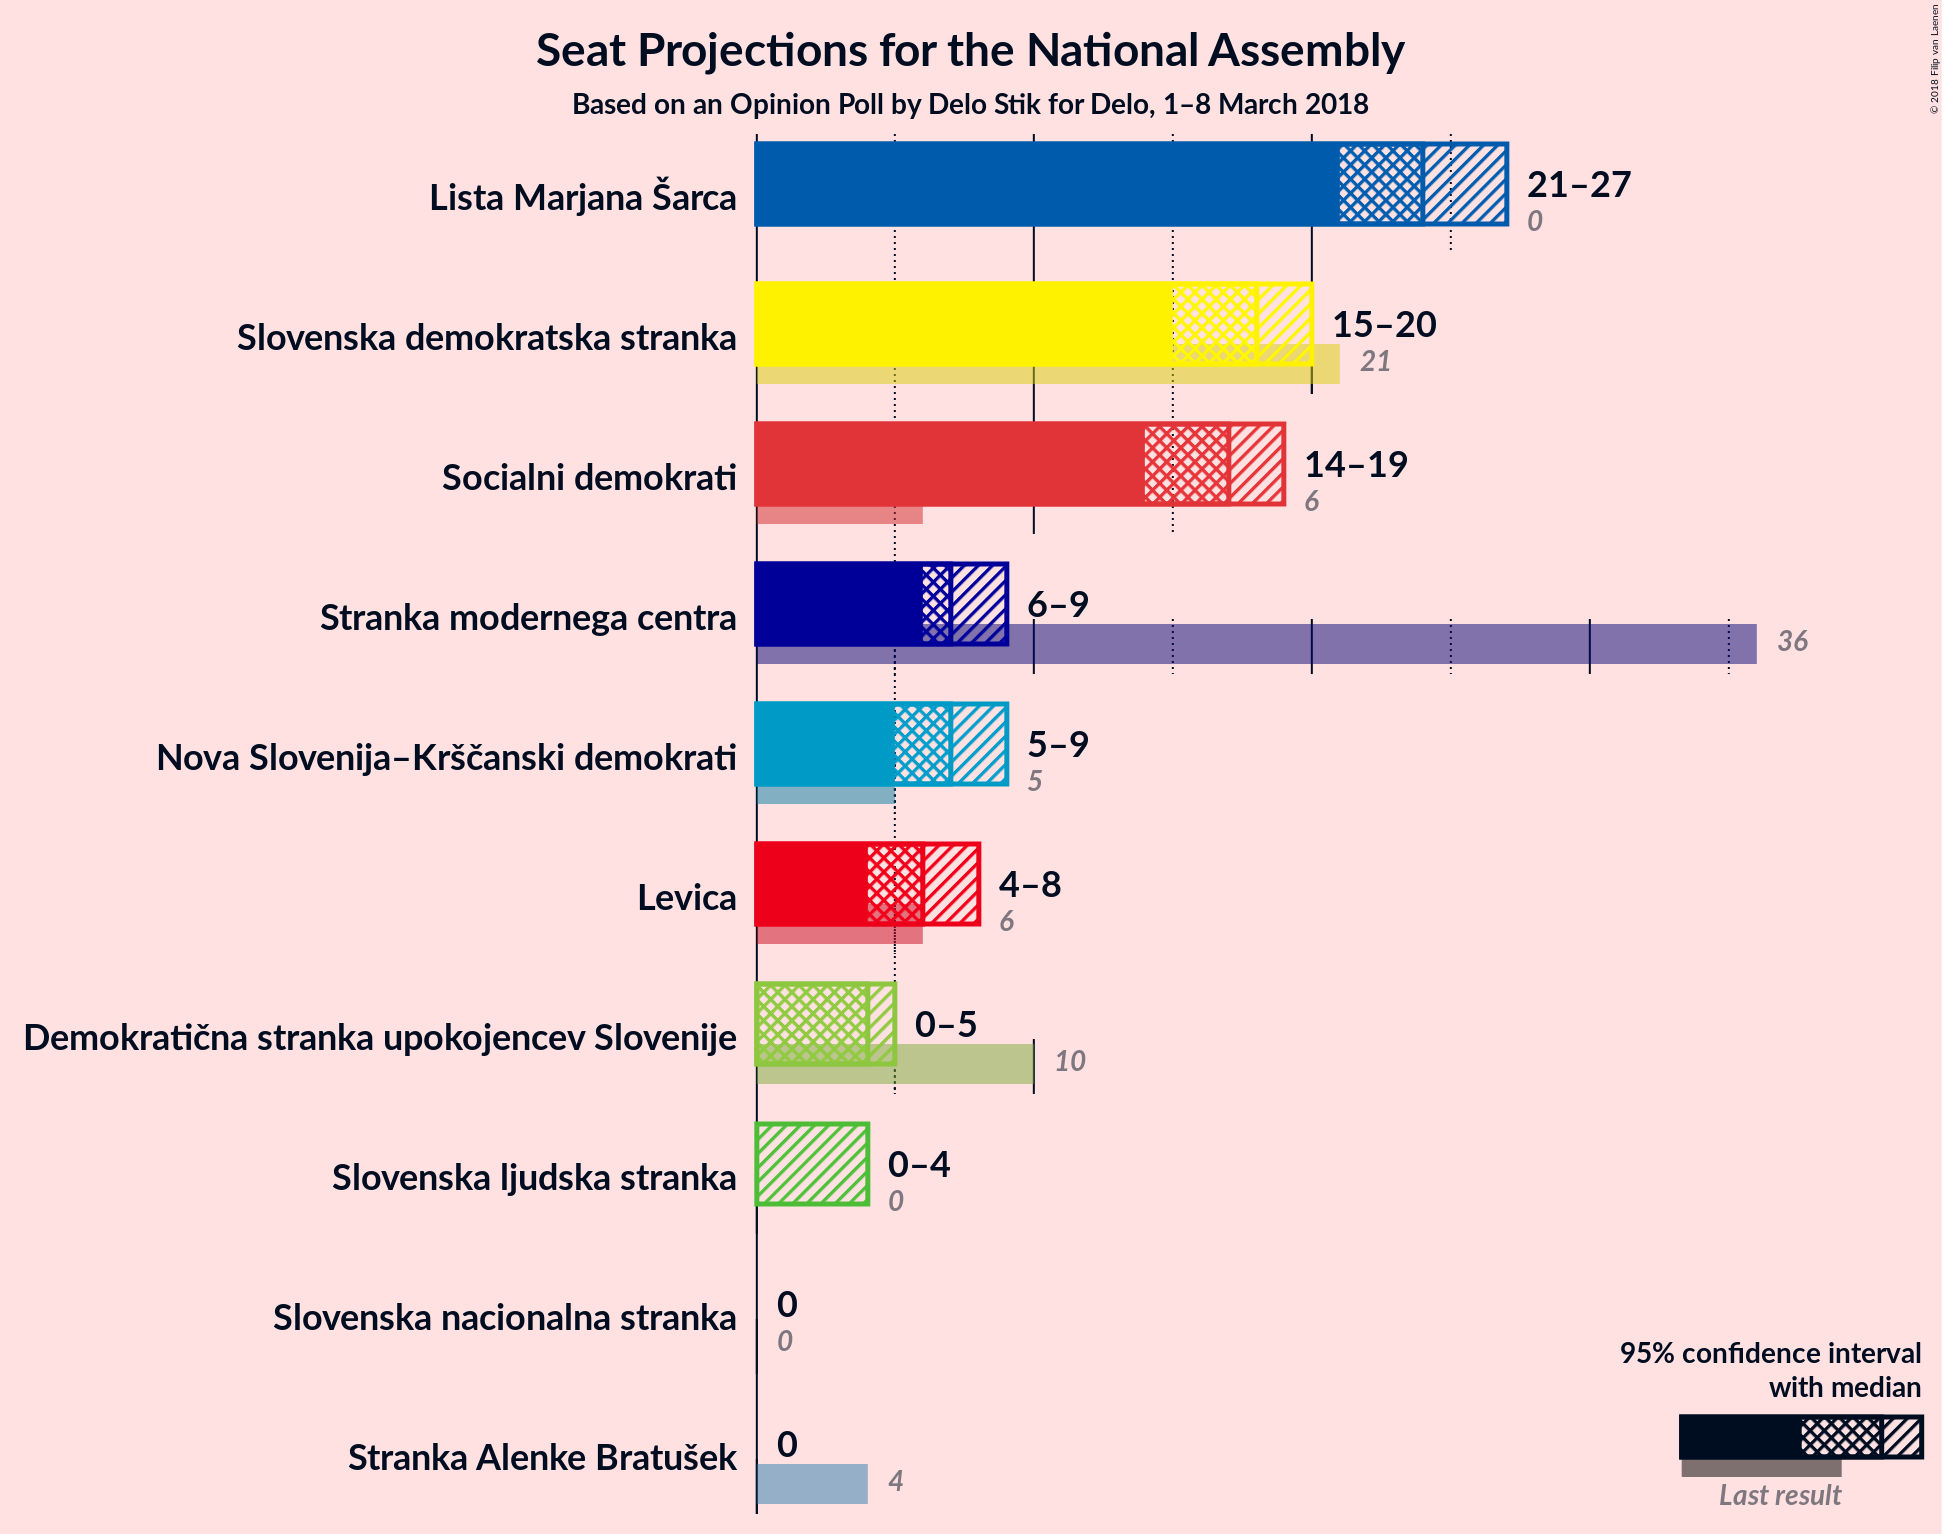 Seat Projections for the National Assembly
Based on an Opinion Poll by Delo Stik for Delo, 1–8 March 2018
© 2018 Filip van Laenen
Lista Marjana Šarca
21–27
0
Slovenska demokratska stranka
15–20
21
Socialni demokrati
14–19
6
Stranka modernega centra
6–9
36
Nova Slovenija–Krščanski demokrati
5–9
5
Levica
4–8
6
Demokratična stranka upokojencev Slovenije
0–5
10
Slovenska ljudska stranka
0–4
0
Slovenska nacionalna stranka
0
0
Stranka Alenke Bratušek
0
4
95% confidence interval
with median
Last result